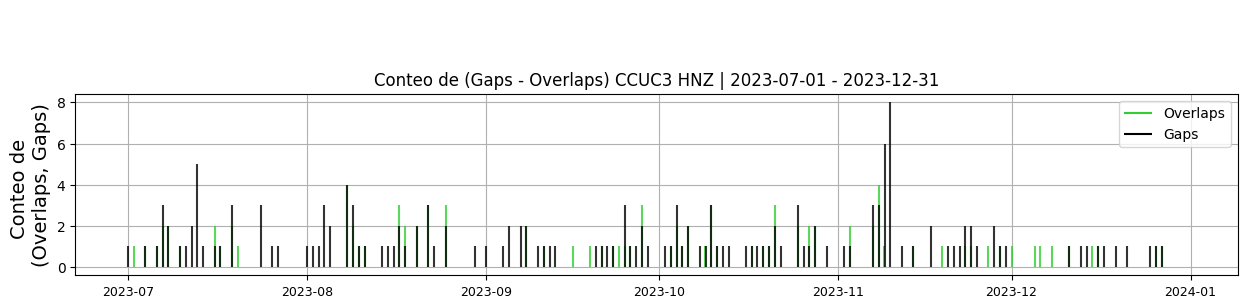 Conteo de (Gaps - Overlaps) CCUC3 HNZ | 2023-07-01 - 2023-12-31
Conteo de
(Overlaps, Gaps)
8
6
4
2
0
Overlaps
Gaps
2023-07 2023-08 2023-09 2023-10 2023-11 2023-12 2024-01